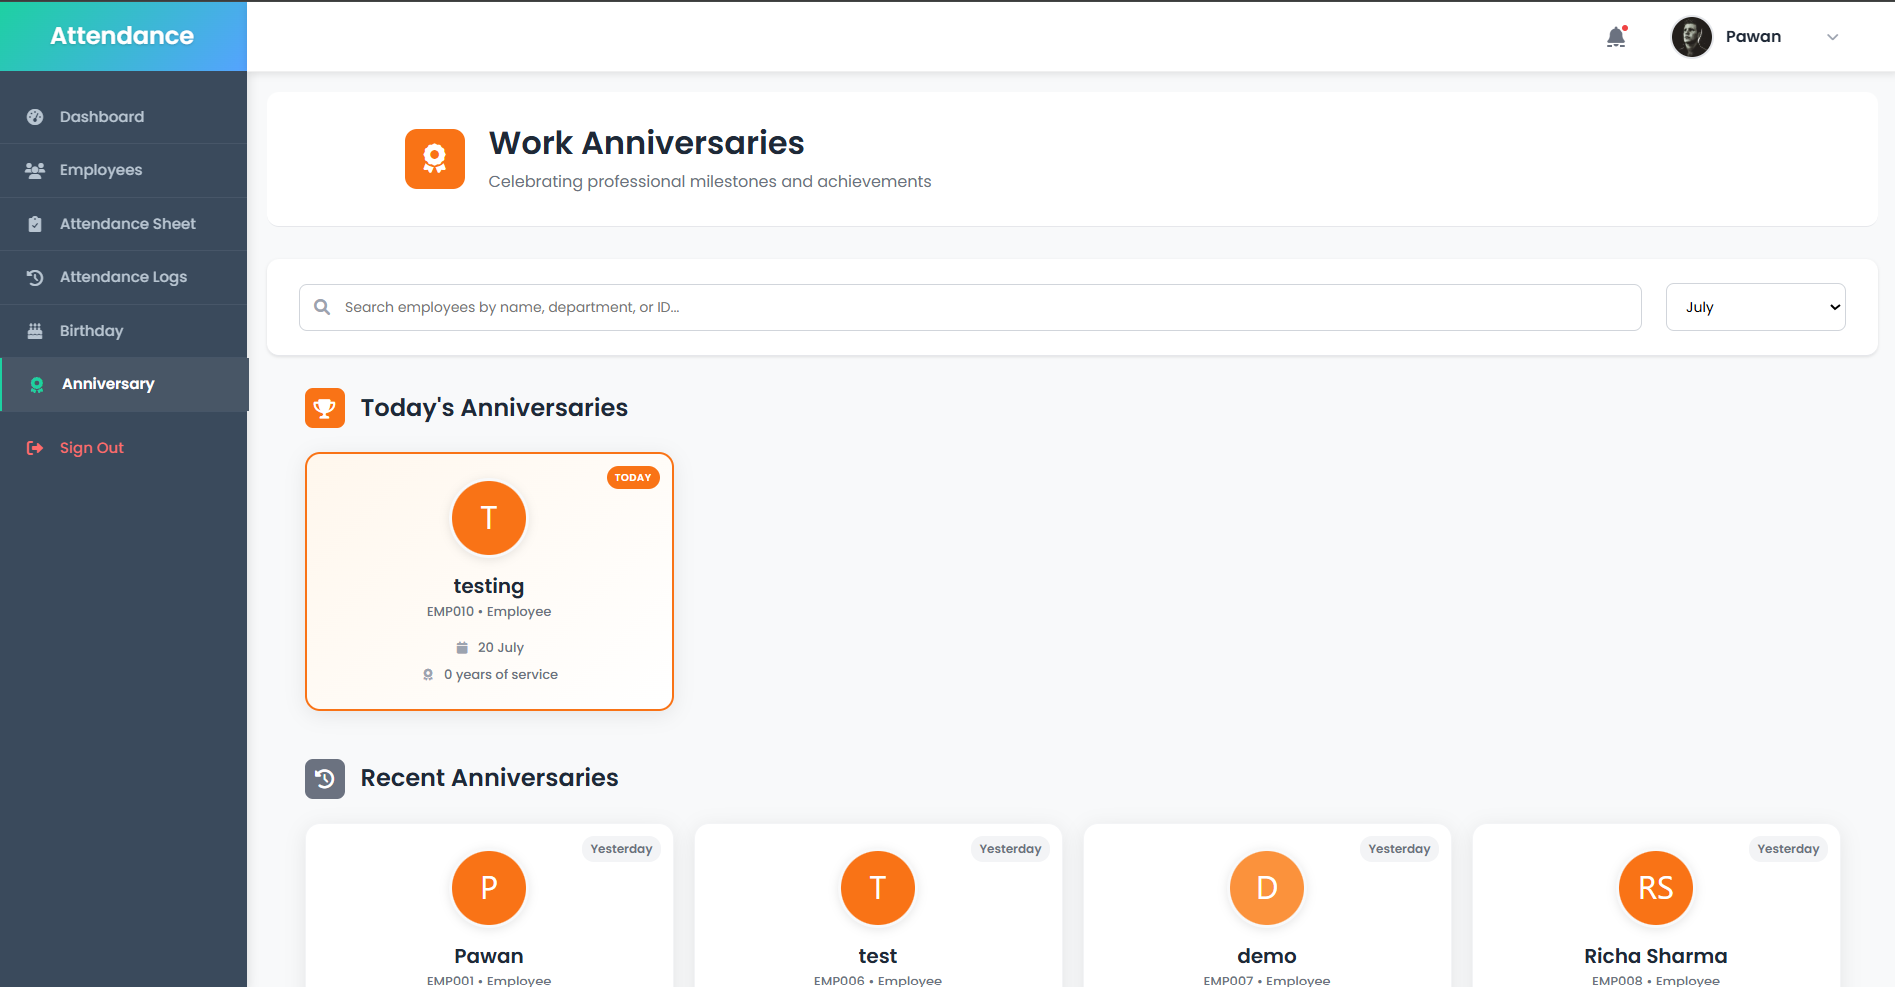 Attendance
Pawan
Dashboard
Employees
Attendance Sheet
Attendance Logs
Birthday
Anniversary
Sign Out
Work Anniversaries
Celebrating professional milestones and achievements
Search employees by name, department, or ID...
July
Today's Anniversaries
TODAY
T
testing
EMP010 • Employee
20 July
0 years of service
Recent Anniversaries
Yesterday
P
Pawan
EMP001 • Employee
Yesterday
T
test
EMP006 • Employee
Yesterday
D
demo
EMP007 • Employee
Yesterday
RS
Richa Sharma
EMP008 • Employee